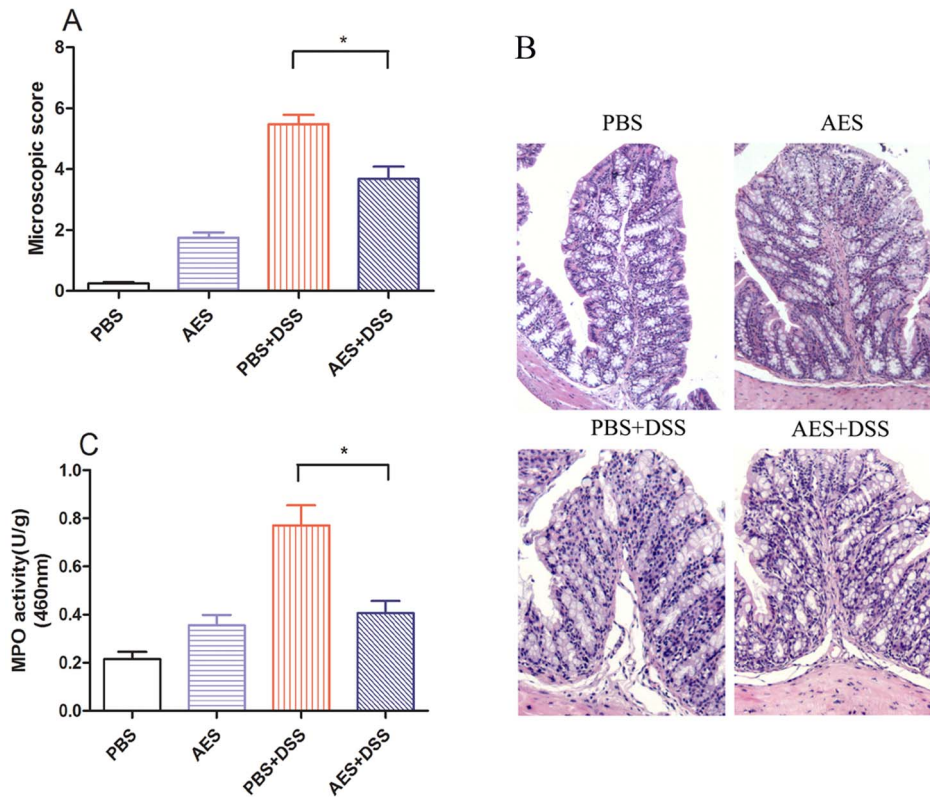 A
Microscopic score
8
6
4
2
0
*
PBS
AES
PBS+DSS
AES+DSS
B
PBS
AES
PBS+DSS
AES+DSS
C
MPO activity(U/g)
(460nm)
1.0
0.8
0.6
0.4
0.2
0.0
*
PBS
AES
PBS+DSS
AES+DSS